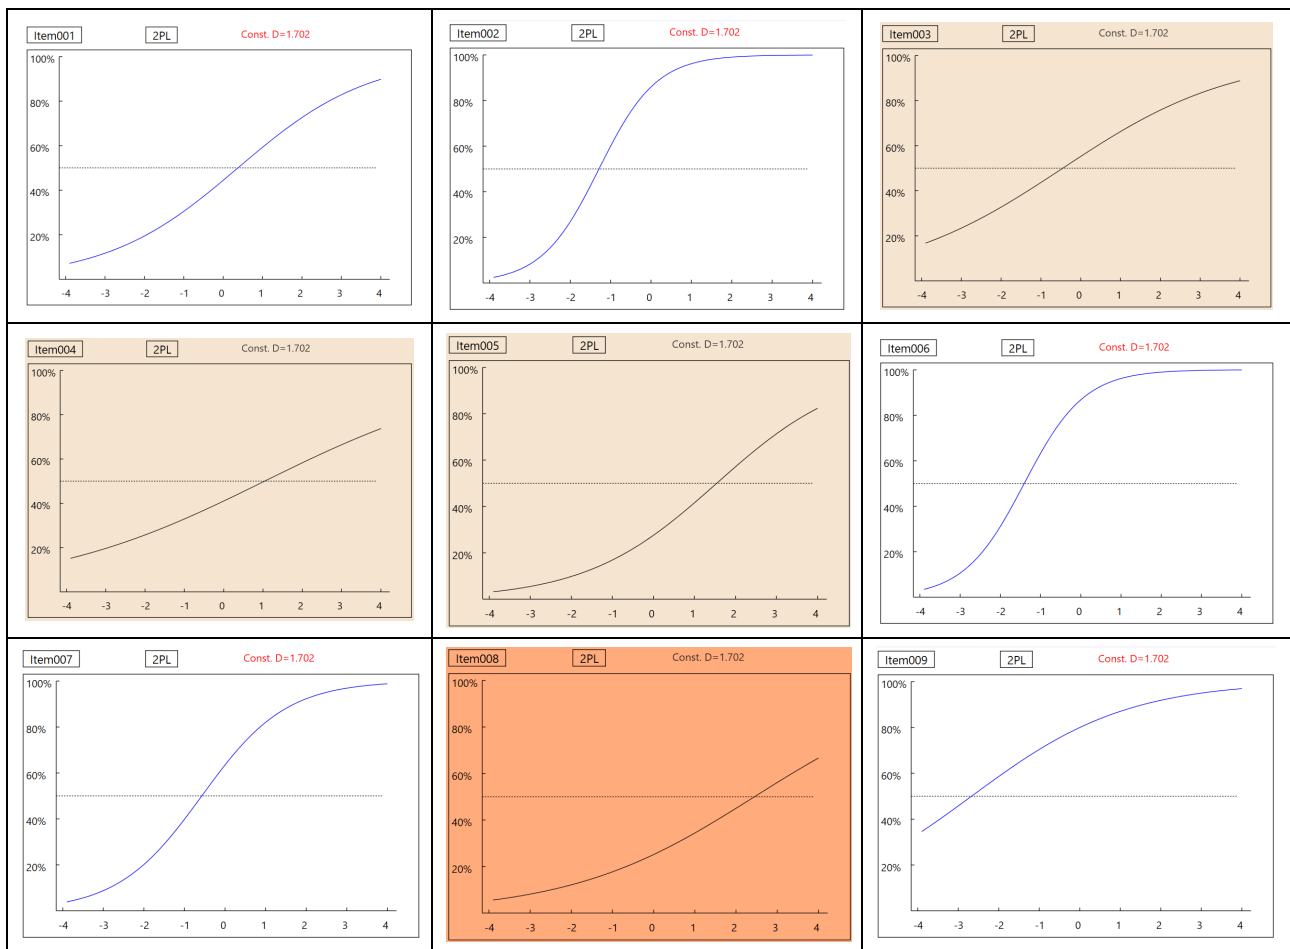 Item001 2PL Const. D=1.702
100%
80%
60%
40%
20%
-4 -3 -2 -1 0 1 2 3 4
Item002 2PL Const. D=1.702
100%
80%
60%
40%
20%
-4 -3 -2 -1 0 1 2 3 4
Item003 2PL Const. D=1.702
100%
80%
60%
40%
20%
-4 -3 -2 -1 0 1 2 3 4
Item004 2PL Const. D=1.702
100%
80%
60%
40%
20%
-4 -3 -2 -1 0 1 2 3 4
Item005 2PL Const. D=1.702
100%
80%
60%
40%
20%
-4 -3 -2 -1 0 1 2 3 4
Item006 2PL Const. D=1.702
100%
80%
60%
40%
20%
-4 -3 -2 -1 0 1 2 3 4
Item007 2PL Const. D=1.702
100%
80%
60%
40%
20%
-4 -3 -2 -1 0 1 2 3 4
Item008 2PL Const. D=1.702
100%
80%
60%
40%
20%
-4 -3 -2 -1 0 1 2 3 4
Item009 2PL Const. D=1.702
100%
80%
60%
40%
20%
-4 -3 -2 -1 0 1 2 3 4